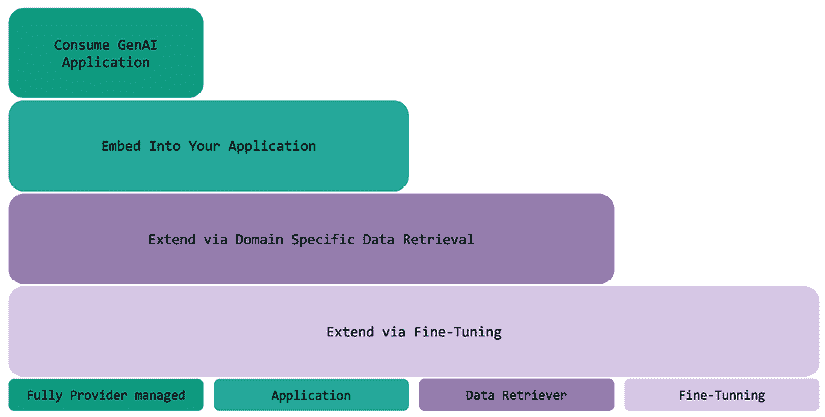 Consume GenAI
Application
Embed Into Your Application
Extend via Domain Specific Data Retrieval
Extend via Fine-Tuning
Fully Provider managed
Application
Data Retriever
Fine-Tunning